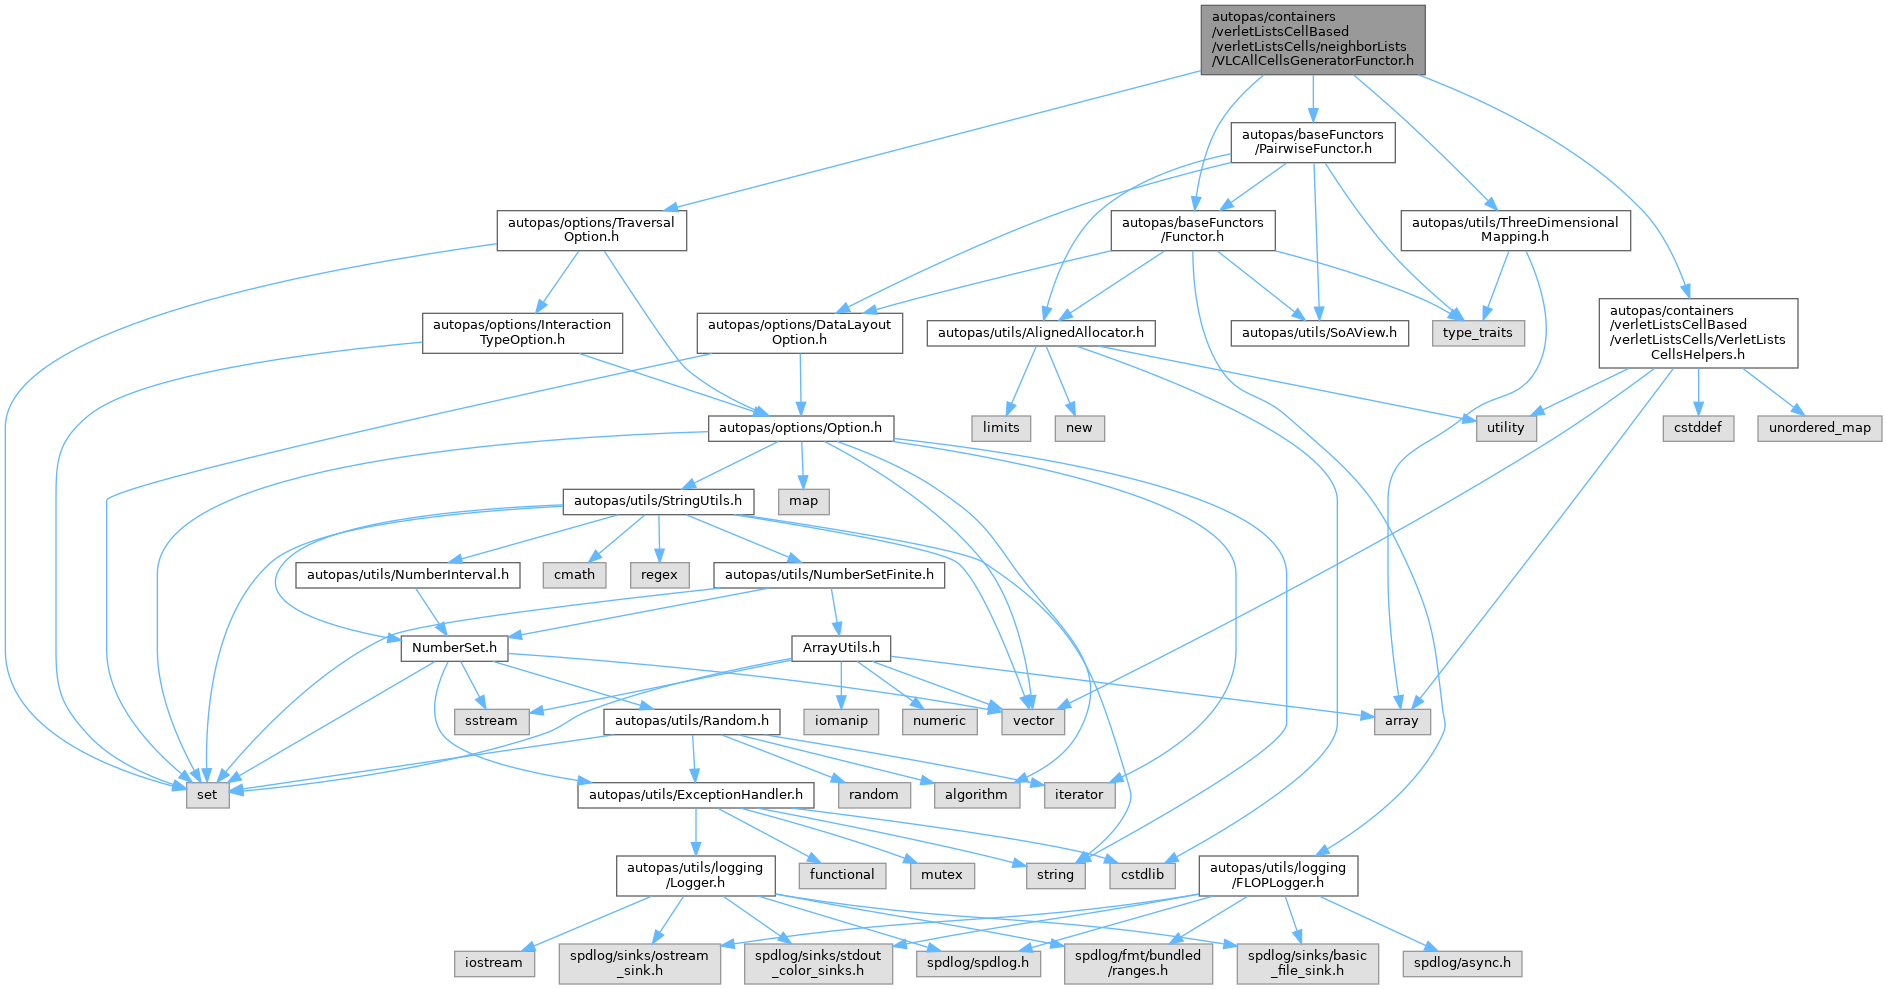 autopas/containers
/verletListsCellBased
/verletListsCells/neighborLists
/VLCAllCellsGeneratorFunctor.h
autopas/baseFunctors
/PairwiseFunctor.h
autopas/options/Traversal
Option.h
autopas/baseFunctors
/Functor.h
autopas/utils/ThreeDimensional
Mapping.h
autopas/containers
/verletListsCellBased
/verletListsCells/VerletLists
CellsHelpers.h
autopas/options/Interaction
TypeOption.h
autopas/options/DataLayout
Option.h
autopas/utils/AlignedAllocator.h
autopas/utils/SoAView.h
type_traits
autopas/options/Option.h
limits
new
utility
cstddef
unordered_map
autopas/utils/StringUtils.h
map
autopas/utils/NumberInterval.h
cmath
regex
autopas/utils/NumberSetFinite.h
NumberSet.h
ArrayUtils.h
sstream
autopas/utils/Random.h
iomanip
numeric
vector
array
set
autopas/utils/ExceptionHandler.h
random
algorithm
iterator
autopas/utils/logging
/Logger.h
functional
mutex
string
cstdlib
autopas/utils/logging
/FLOPLogger.h
iostream
spdlog/sinks/ostream
_sink.h
spdlog/sinks/stdout
_color_sinks.h
spdlog/spdlog.h
spdlog/fmt/bundled
/ranges.h
spdlog/sinks/basic
_file_sink.h
spdlog/async.h